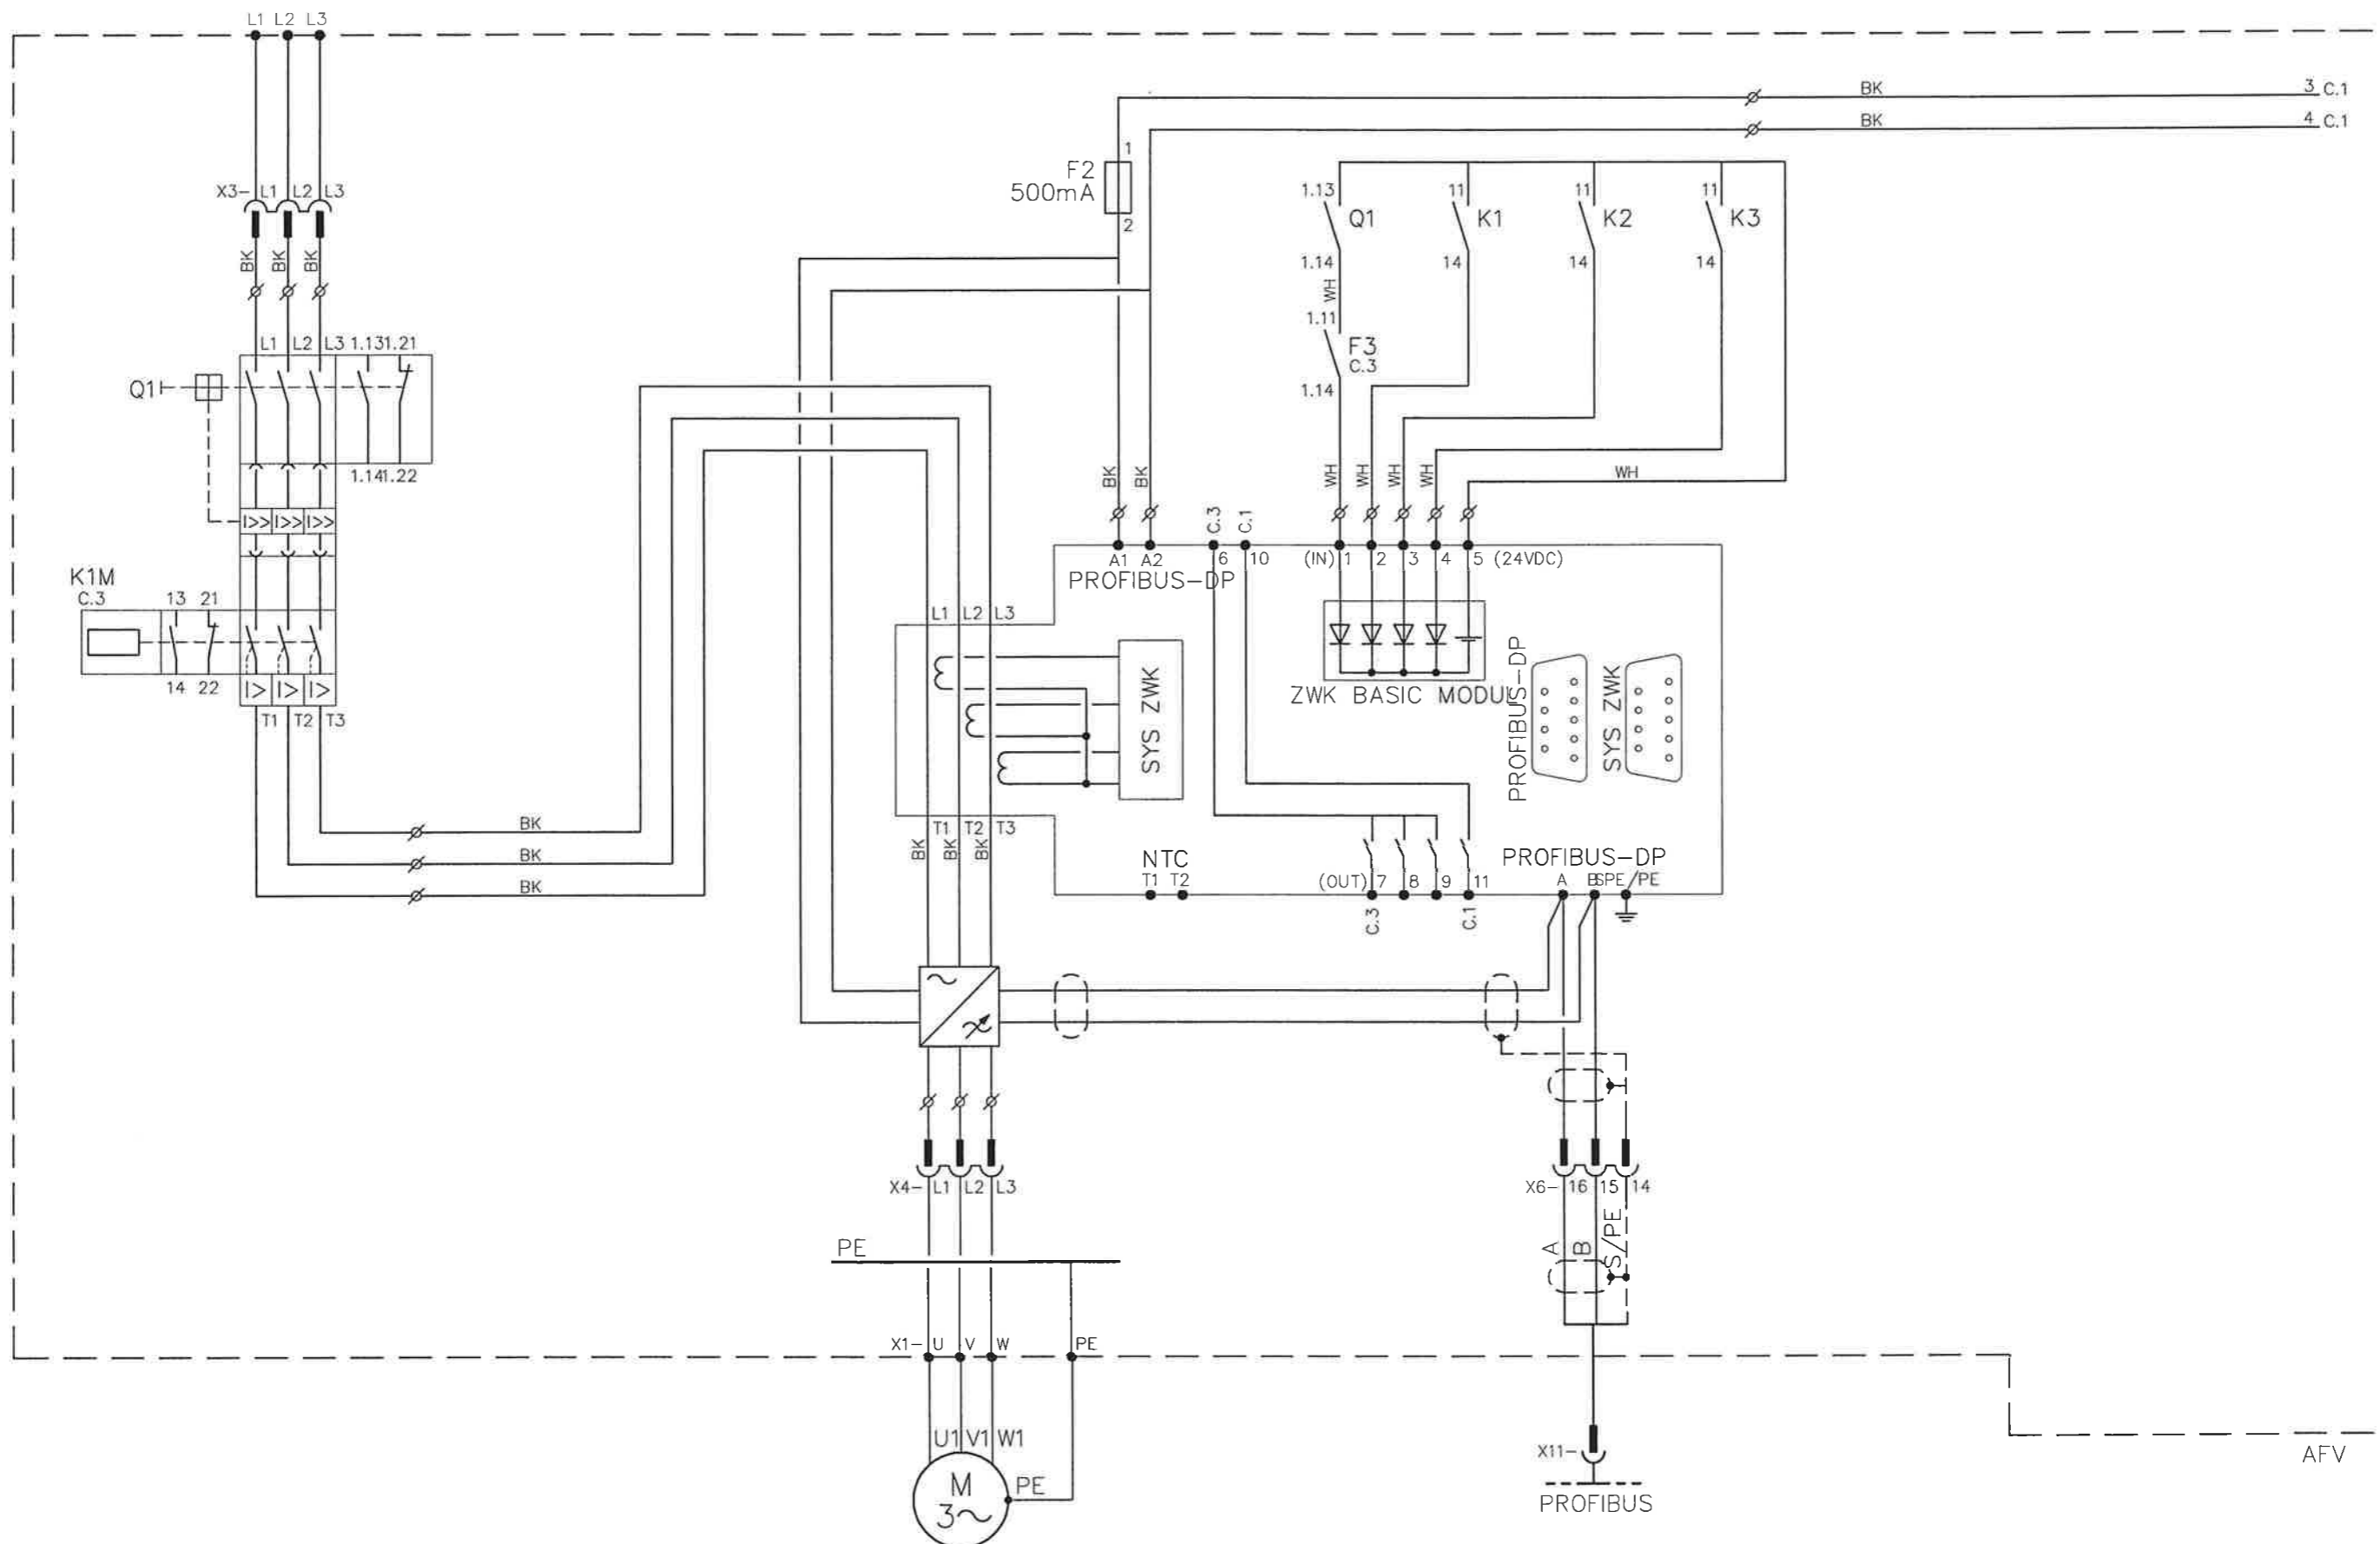 L1 L2 L3
BK 3 C.1
BK 4 C.1
F2
500mA
1
2
1.13 Q1 1.14
11 K1 14
11 K2 14
11 K3 14
WH
1.11 F3
C.3
1.14
X3- L1 L2 L3
BK BK BK
L1 L2 L3 1.13 1.21
Q1
1.14 1.22
I>> I>> I>>
K1M
C.3
13 21
14 22
I> I> I>
T1 T2 T3
BK
BK
BK
BK BK
WH WH WH WH WH
C.3 C.1
A1 A2 6 10 (IN) 1 2 3 4 5 (24VDC)
PROFIBUS-DP
L1 L2 L3
SYS ZWK
ZWK BASIC MODUL
PROFIBUS-DP
SYS ZWK
T1 T2 T3
BK BK BK
NTC
T1 T2
(OUT) 7 8 9 11
C.3 C.1
PROFIBUS-DP
A B SPE/PE
X4- L1 L2 L3
X6- 16 15 14
A B S/PE
PE
X1- U V W PE
U1 V1 W1
M
3~
PE
X11-
PROFIBUS
AFV